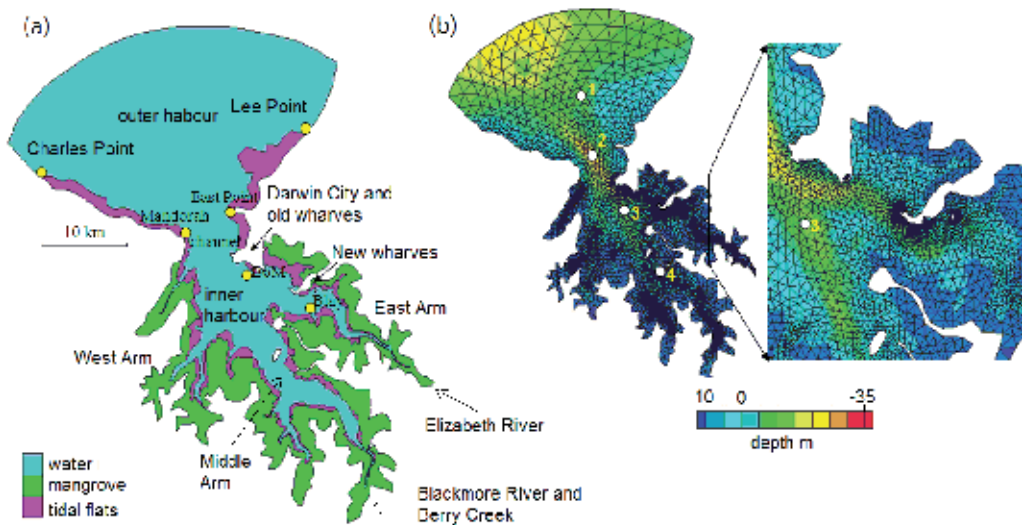 (a)
outer habour
Lee Point
Charles Point
East Point
Mandorah
channel
Darwin City and
old wharves
10 km
New wharves
BoM
inner
harbour
East Arm
West Arm
Elizabeth River
Middle
Arm
Blackmore River and
Berry Creek
water
mangrove
tidal flats
(b)
1
2
3
4
3
10 0 -35
depth m